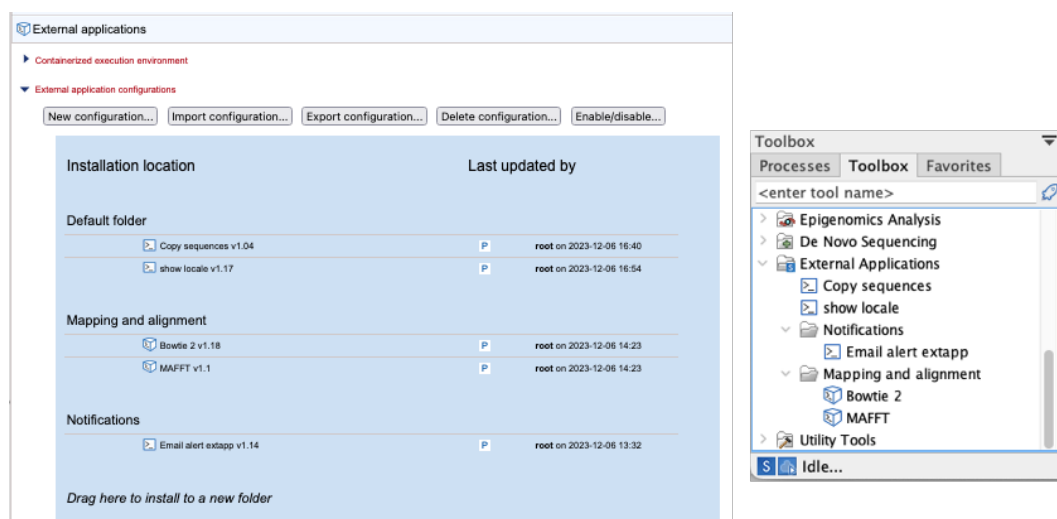 External applications
Containerized execution environment
External application configurations
New configuration... Import configuration... Export configuration... Delete configuration... Enable/disable...
Installation location Last updated by
Default folder
Copy sequences v1.04 P root on 2023-12-06 16:40
show locale v1.17 P root on 2023-12-06 16:54
Mapping and alignment
Bowtie 2 v1.18 P root on 2023-12-06 14:23
MAFFT v1.1 P root on 2023-12-06 14:23
Notifications
Email alert extapp v1.14 P root on 2023-12-06 13:32
Drag here to install to a new folder
Toolbox
Processes Toolbox Favorites
<enter tool name>
Epigenomics Analysis
De Novo Sequencing
External Applications
Copy sequences
show locale
Notifications
Email alert extapp
Mapping and alignment
Bowtie 2
MAFFT
Utility Tools
S Idle...